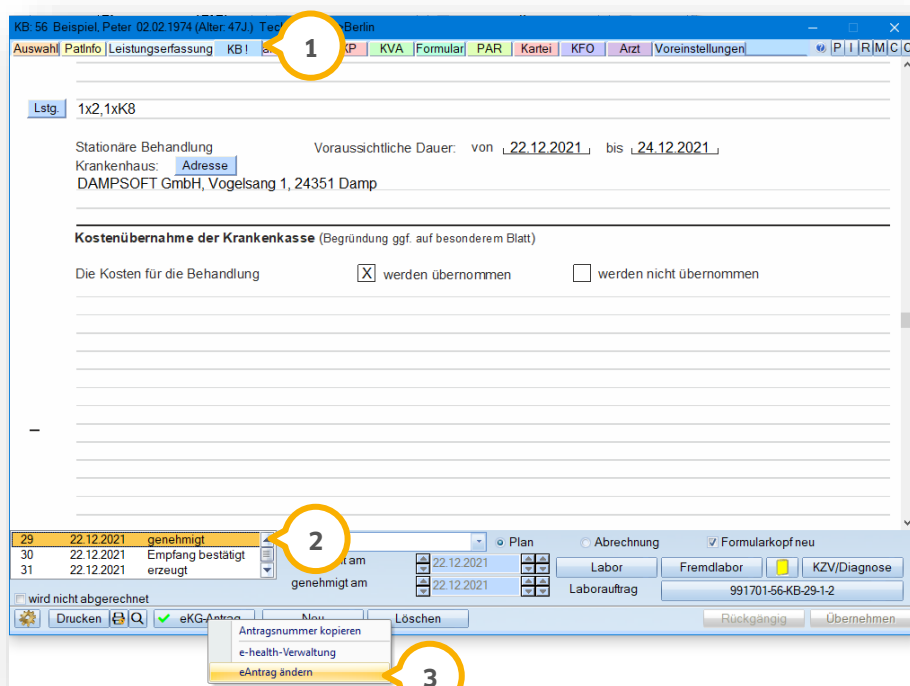 KB: 56 Beispiel, Peter 02.02.1974 (Alter: 47J.) Berlin
Auswahl PatInfo Leistungserfassung KB ! KVA Formular PAR Kartei KFO Arzt Voreinstellungen P I R M C
1
Lstg. 1x2,1xK8
Stationäre Behandlung Voraussichtliche Dauer: von 22.12.2021 bis 24.12.2021
Krankenhaus: Adresse
DAMPSOFT GmbH, Vogelsang 1, 24351 Damp
Kostenübernahme der Krankenkasse (Begründung ggf. auf besonderem Blatt)
Die Kosten für die Behandlung X werden übernommen werden nicht übernommen
29 22.12.2021 genehmigt
30 22.12.2021 Empfang bestätigt
31 22.12.2021 erzeugt
2
Plan Abrechnung Formularkopf neu
am 22.12.2021 Labor Fremdlabor KZV/Diagnose
genehmigt am 22.12.2021 Laborauftrag 991701-56-KB-29-1-2
wird nicht abgerechnet
Drucken eKG-Antrag Neu Löschen Rückgängig Übernehmen
Antragsnummer kopieren
e-health-Verwaltung
eAntrag ändern
3